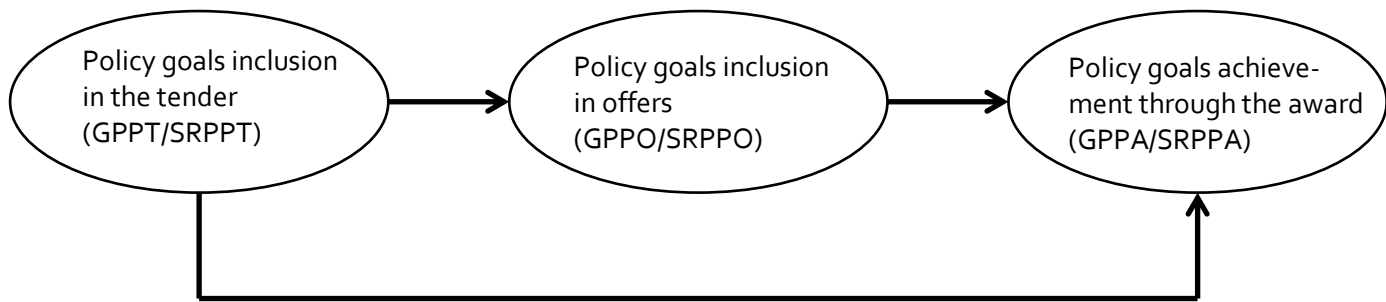 Policy goals inclusion
in the tender
(GPPT/SRPPT)
Policy goals inclusion
in offers
(GPPO/SRPPO)
Policy goals achieve-
ment through the award
(GPPA/SRPPA)